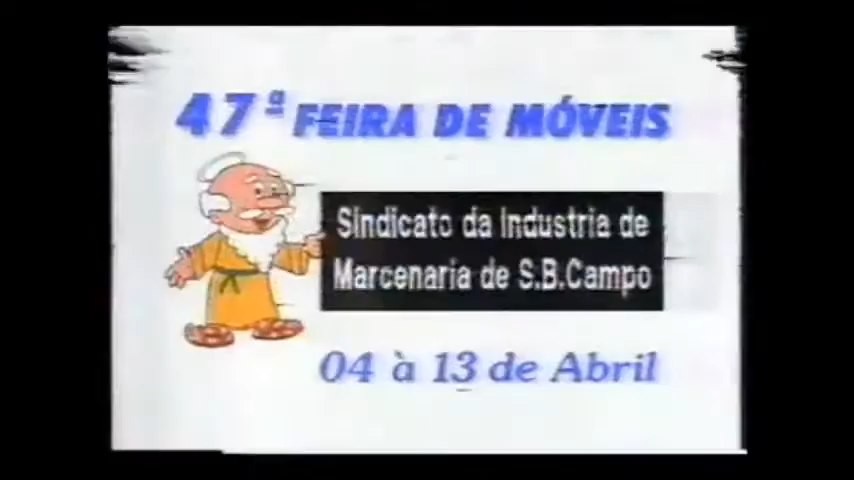 47ª FEIRA DE MÓVEIS
Sindicato da Industria de
Marcenaria de S.B.Campo
04 à 13 de Abril